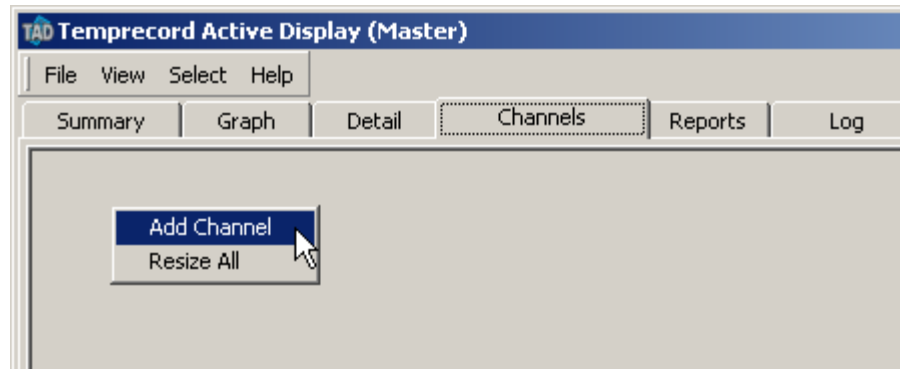 TAD Temprecord Active Display (Master)
File View Select Help
Summary Graph Detail Channels Reports Log
Add Channel
Resize All